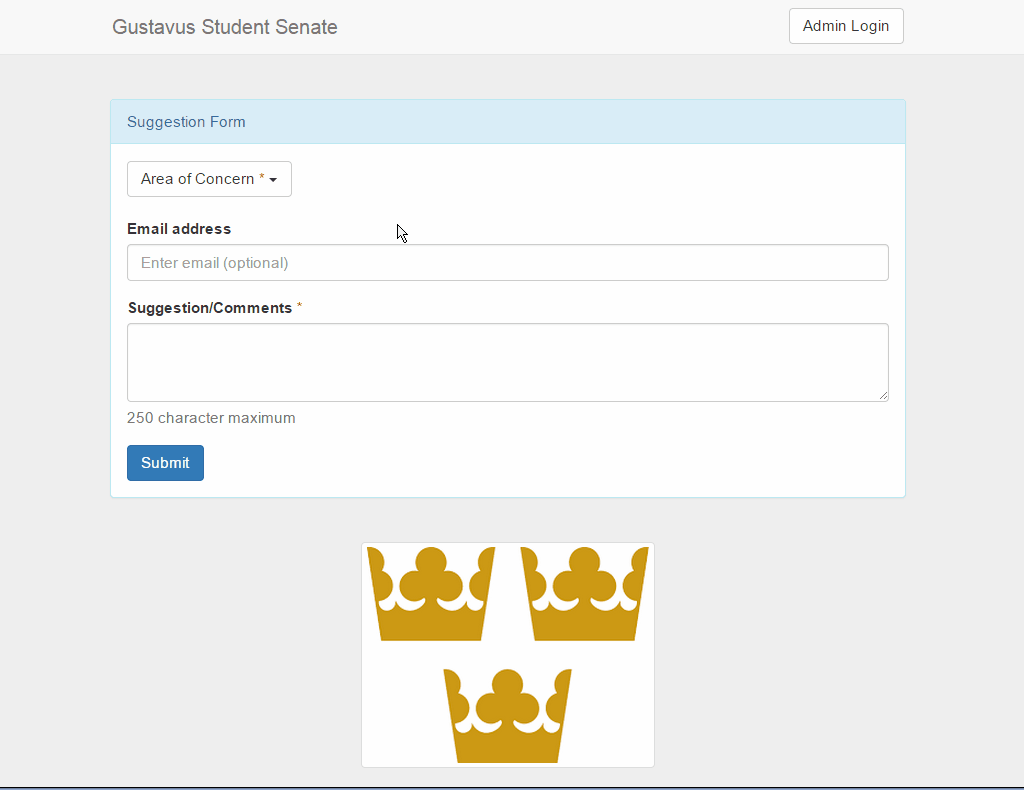 Gustavus Student Senate
Admin Login
Suggestion Form
Area of Concern *
Email address
Enter email (optional)
Suggestion/Comments *
250 character maximum
Submit